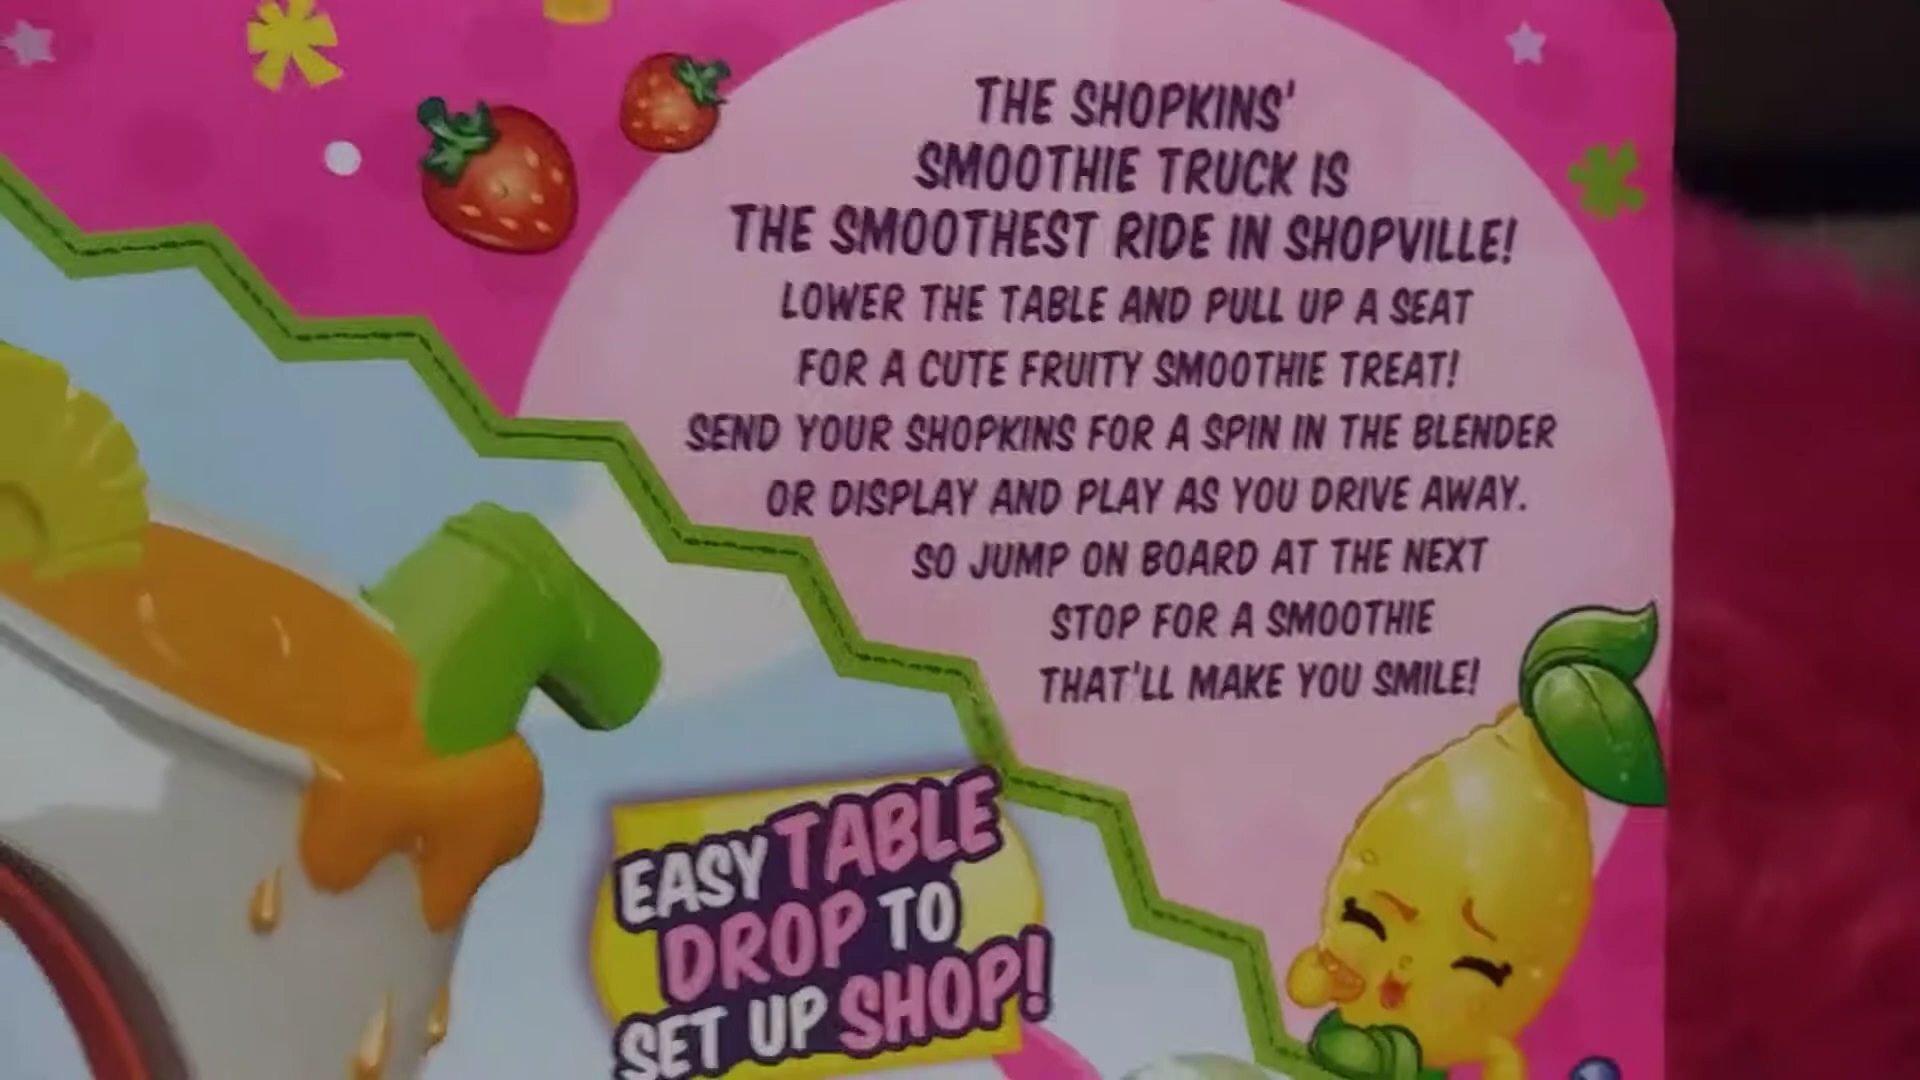 THE SHOPKINS'
SMOOTHIE TRUCK IS
THE SMOOTHEST RIDE IN SHOPVILLE!
LOWER THE TABLE AND PULL UP A SEAT
FOR A CUTE FRUITY SMOOTHIE TREAT!
SEND YOUR SHOPKINS FOR A SPIN IN THE BLENDER
OR DISPLAY AND PLAY AS YOU DRIVE AWAY.
SO JUMP ON BOARD AT THE NEXT
STOP FOR A SMOOTHIE
THAT'LL MAKE YOU SMILE!
EASY TABLE
DROP TO
SET UP SHOP!